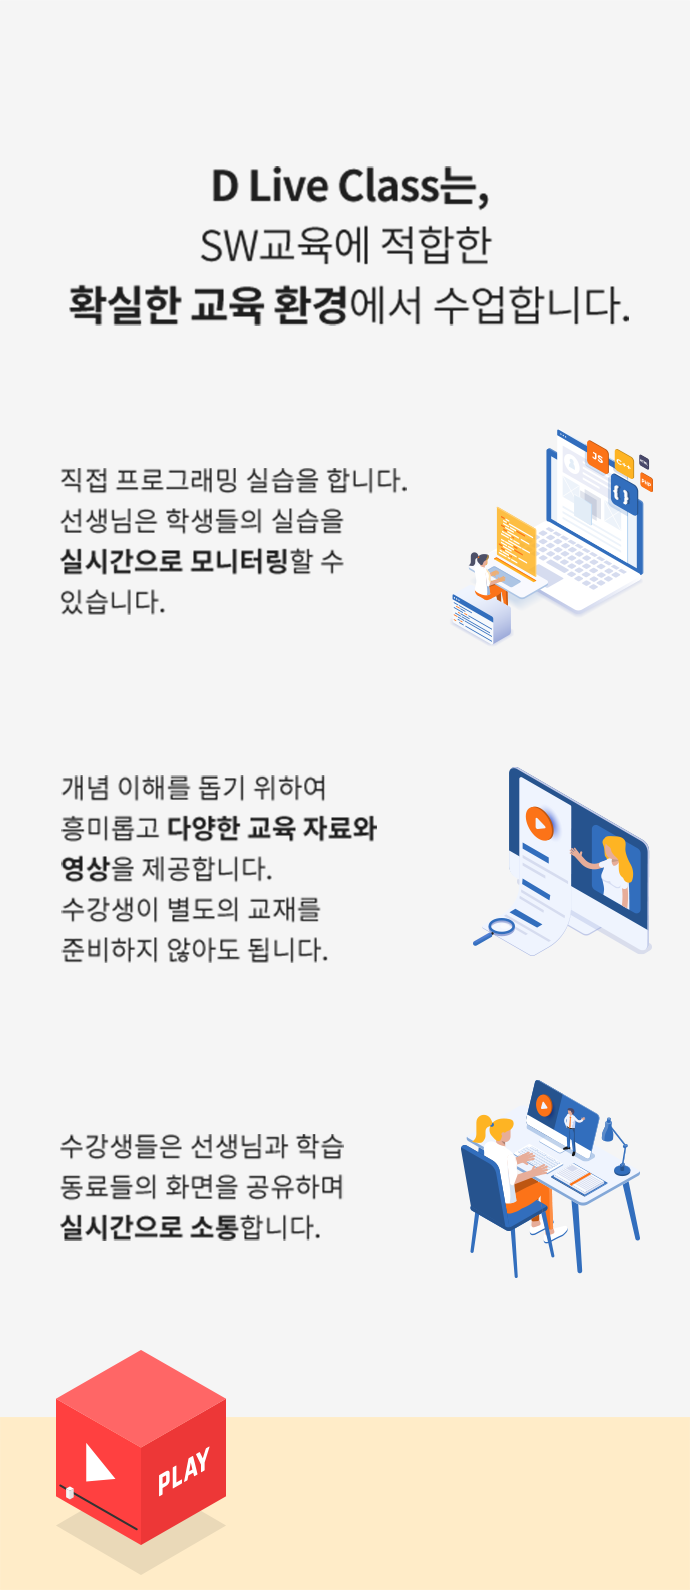 D Live Class는,
SW교육에 적합한
확실한 교육 환경에서 수업합니다.
직접 프로그래밍 실습을 합니다.
선생님은 학생들의 실습을
실시간으로 모니터링할 수
있습니다.
JS
C++
PHP
{ }
개념 이해를 돕기 위하여
흥미롭고 다양한 교육 자료와
영상을 제공합니다.
수강생이 별도의 교재를
준비하지 않아도 됩니다.
수강생들은 선생님과 학습
동료들의 화면을 공유하며
실시간으로 소통합니다.
PLAY